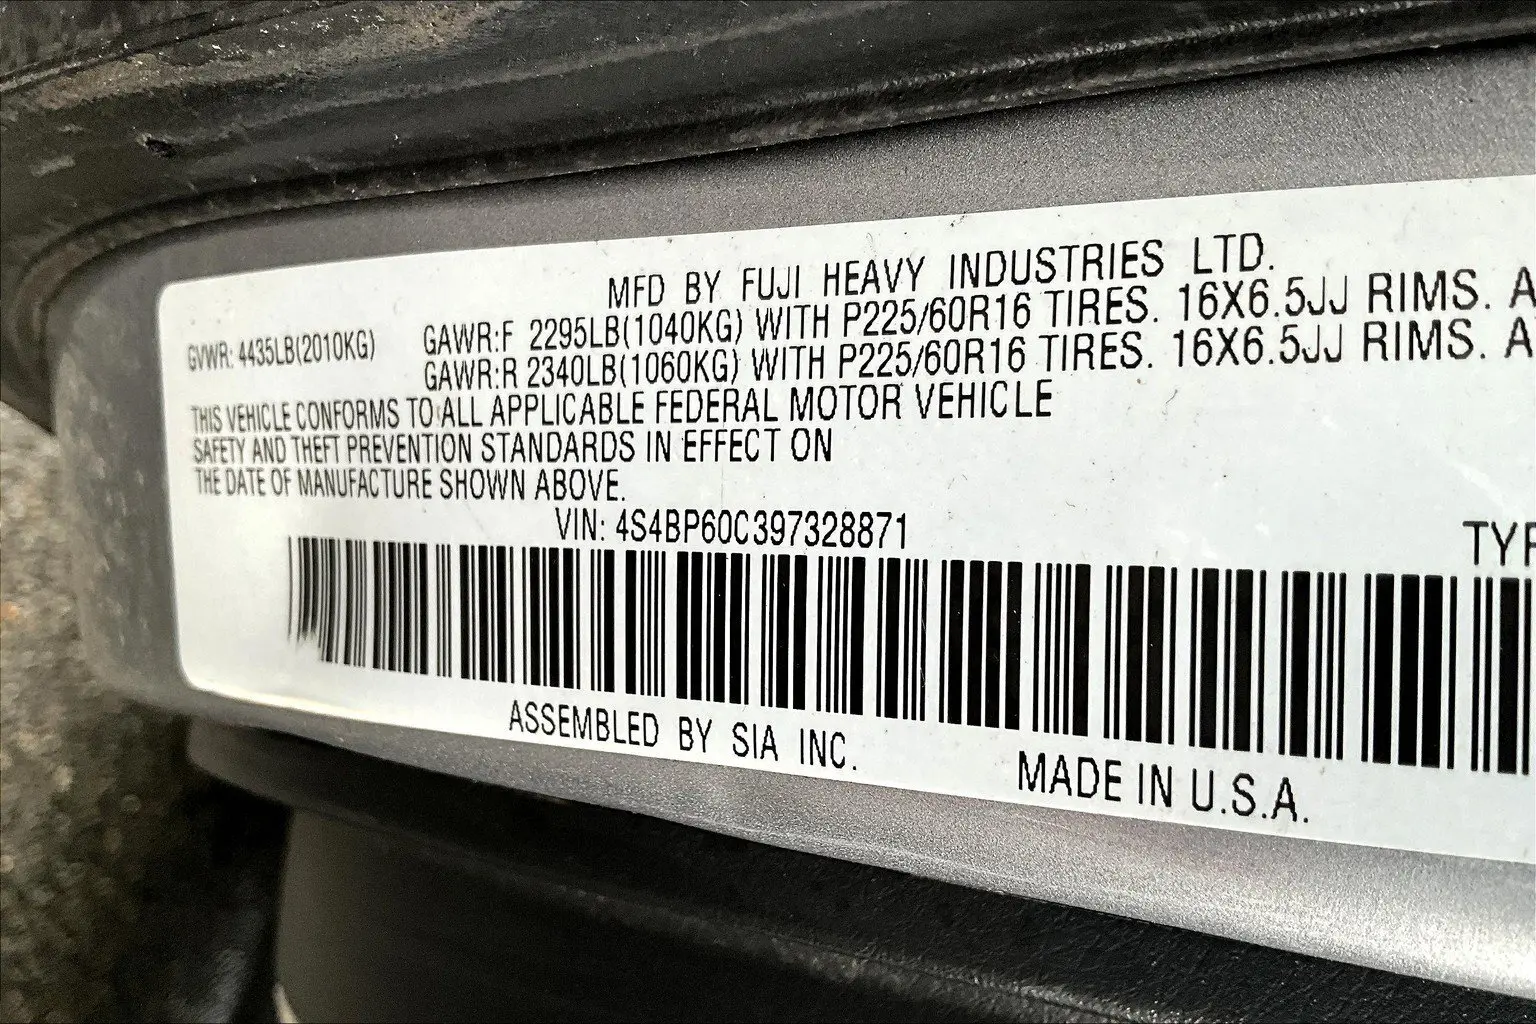 MFD BY FUJI HEAVY INDUSTRIES LTD.
GVWR: 4435LB(2010KG) GAWR:F 2295LB(1040KG) WITH P225/60R16 TIRES. 16X6.5JJ RIMS. A
GAWR:R 2340LB(1060KG) WITH P225/60R16 TIRES. 16X6.5JJ RIMS. A
THIS VEHICLE CONFORMS TO ALL APPLICABLE FEDERAL MOTOR VEHICLE
SAFETY AND THEFT PREVENTION STANDARDS IN EFFECT ON
THE DATE OF MANUFACTURE SHOWN ABOVE.
VIN: 4S4BP60C397328871
TYP
ASSEMBLED BY SIA INC.
MADE IN U.S.A.